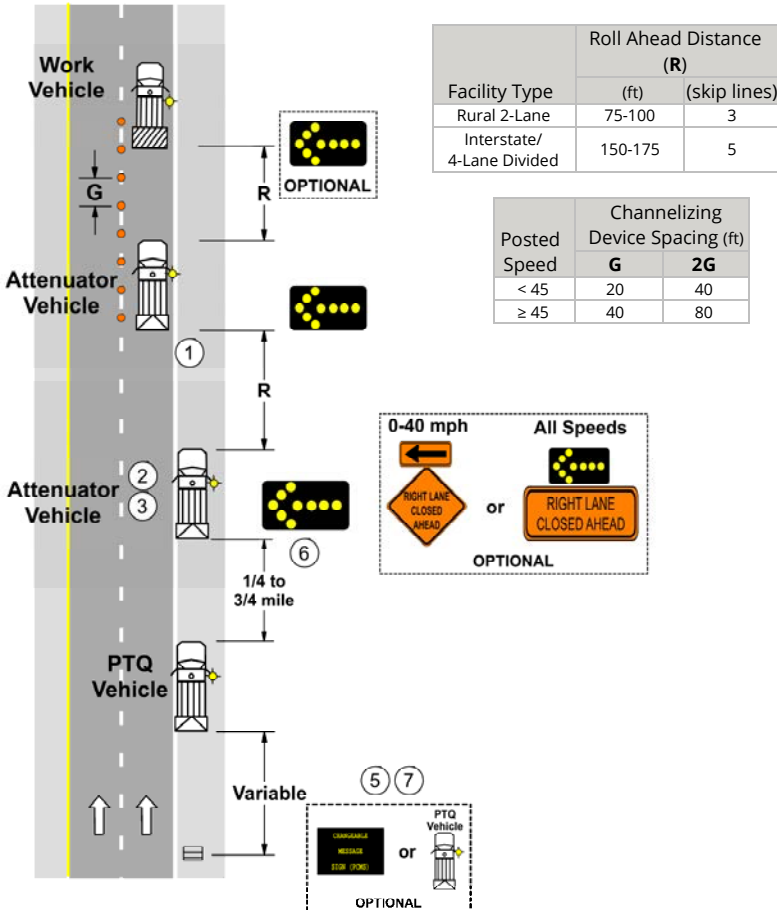 Work
Vehicle
G
R
OPTIONAL
Attenuator
Vehicle
1
R
Attenuator
Vehicle
2
3
6
1/4 to
3/4 mile
PTQ
Vehicle
Variable
5 7
CHANGEABLE
MESSAGE
SIGN (PCMS)
or
PTQ
Vehicle
OPTIONAL
0-40 mph
All Speeds
RIGHT LANE
CLOSED
AHEAD
or
RIGHT LANE
CLOSED AHEAD
OPTIONAL
Facility Type
Roll Ahead Distance
(R)
(ft) (skip lines)
Rural 2-Lane 75-100 3
Interstate/
4-Lane Divided 150-175 5
Posted
Speed
Channelizing
Device Spacing (ft)
G 2G
< 45 20 40
≥ 45 40 80